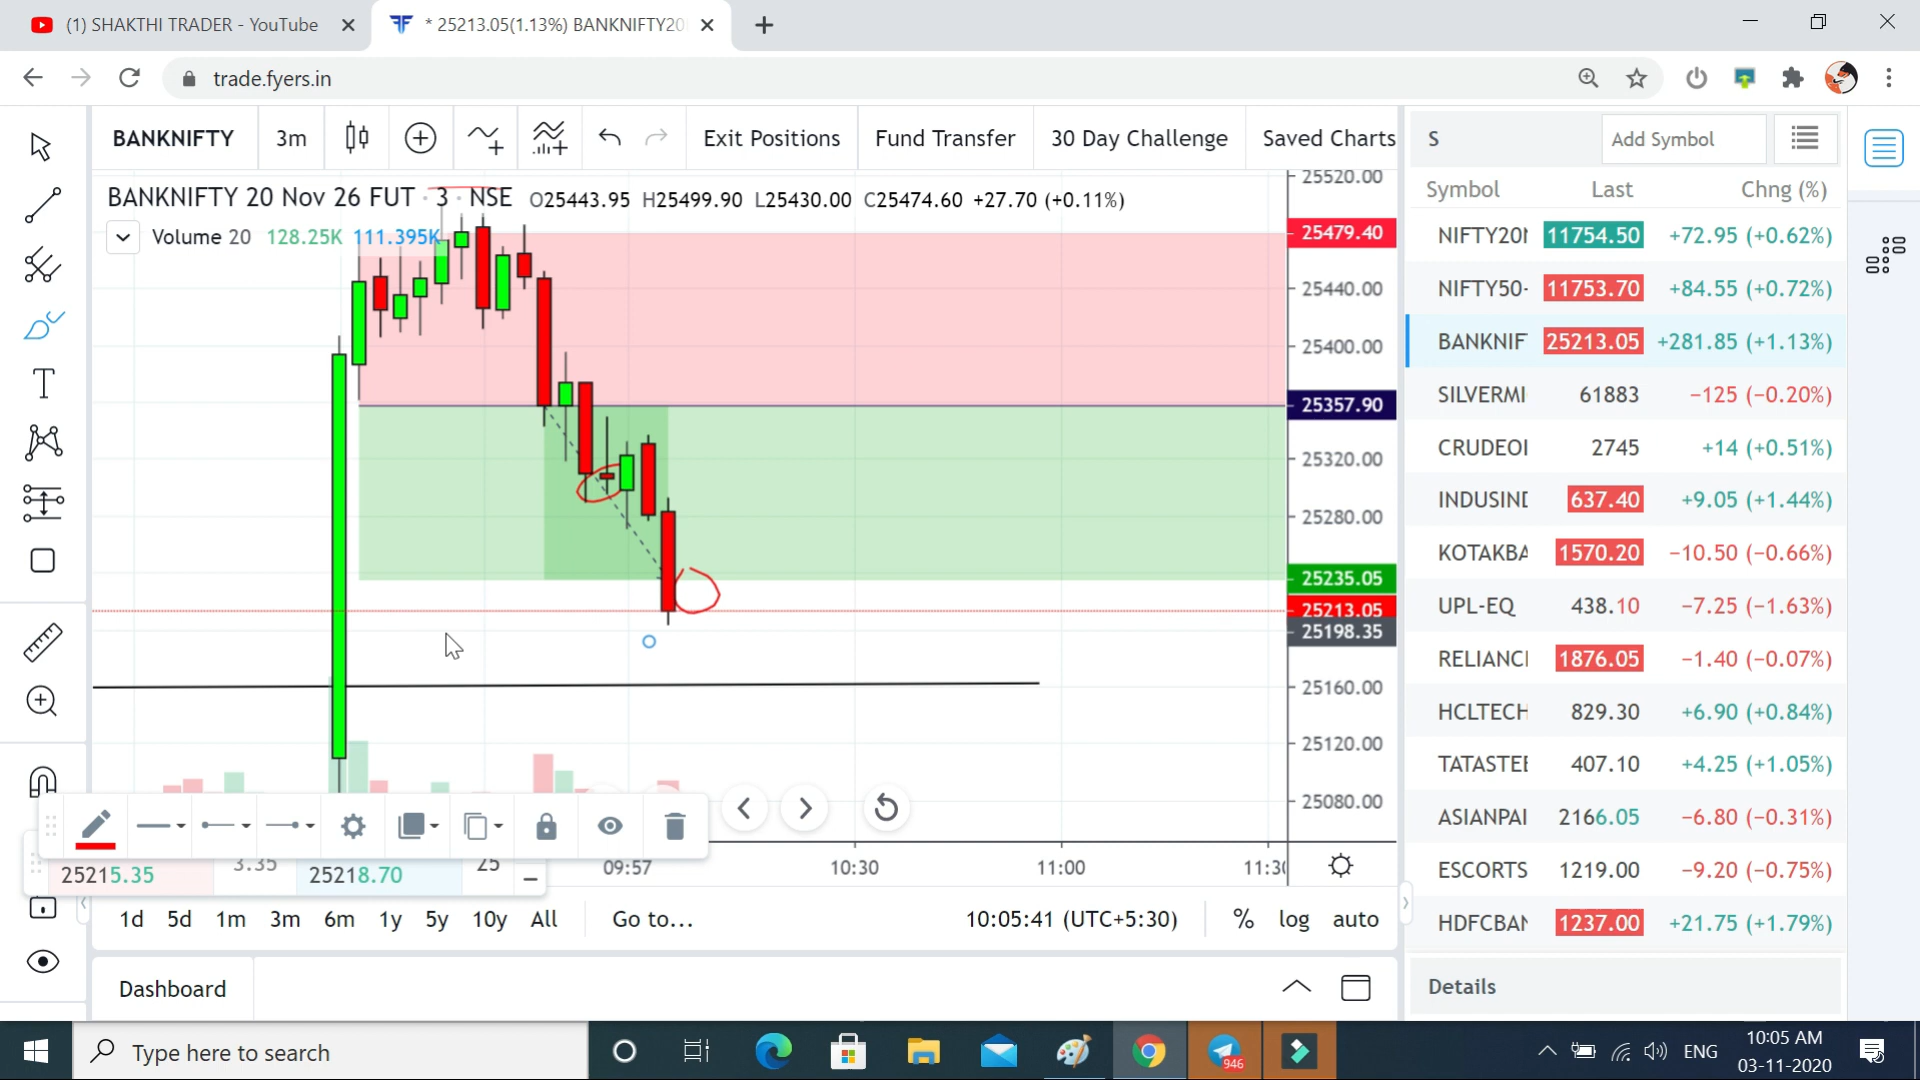 (1) SHAKTHI TRADER - YouTube
* 25213.05(1.13%) BANKNIFTY20
trade.fyers.in
BANKNIFTY 3m Exit Positions Fund Transfer 30 Day Challenge Saved Charts
BANKNIFTY 20 Nov 26 FUT · 3 · NSE O25443.95 H25499.90 L25430.00 C25474.60 +27.70 (+0.11%)
Volume 20 128.25K 111.395K
25520.00
25479.40
25440.00
25400.00
25357.90
25320.00
25280.00
25235.05
25213.05
25198.35
25160.00
25120.00
25080.00
25215.35 3.35 25218.70 25
09:57 10:30 11:00 11:30
1d 5d 1m 3m 6m 1y 5y 10y All Go to... 10:05:41 (UTC+5:30) % log auto
Dashboard
S Add Symbol
Symbol Last Chng (%)
NIFTY20N 11754.50 +72.95 (+0.62%)
NIFTY50- 11753.70 +84.55 (+0.72%)
BANKNIF 25213.05 +281.85 (+1.13%)
SILVERMI 61883 −125 (−0.20%)
CRUDEOI 2745 +14 (+0.51%)
INDUSIND 637.40 +9.05 (+1.44%)
KOTAKBA 1570.20 −10.50 (−0.66%)
UPL-EQ 438.10 −7.25 (−1.63%)
RELIANCI 1876.05 −1.40 (−0.07%)
HCLTECH 829.30 +6.90 (+0.84%)
TATASTEE 407.10 +4.25 (+1.05%)
ASIANPAI 2166.05 −6.80 (−0.31%)
ESCORTS 1219.00 −9.20 (−0.75%)
HDFCBAN 1237.00 +21.75 (+1.79%)
Details
Type here to search
946
ENG
10:05 AM
03-11-2020